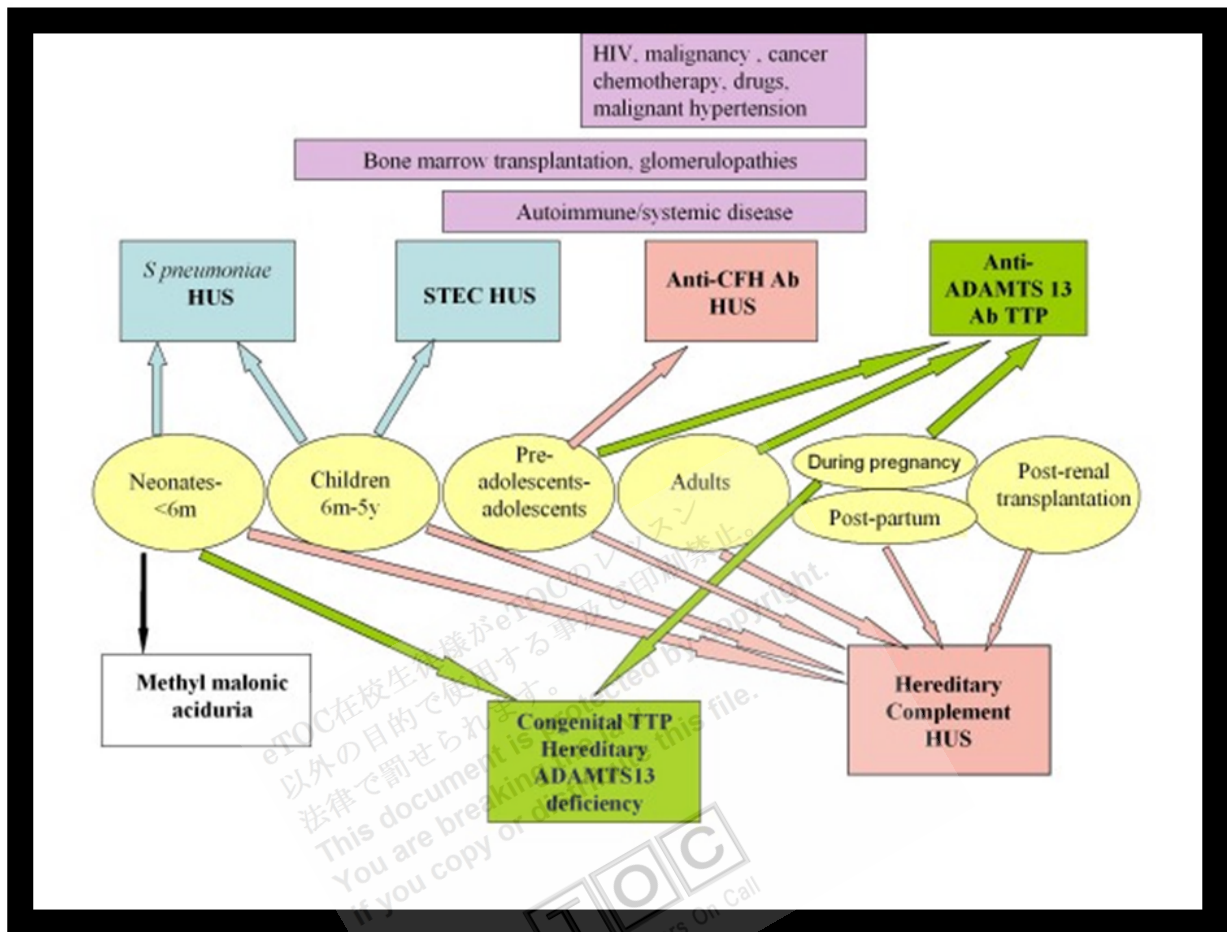 HIV, malignancy , cancer
chemotherapy, drugs,
malignant hypertension
Bone marrow transplantation, glomerulopathies
Autoimmune/systemic disease
S pneumoniae
HUS
STEC HUS
Anti-CFH Ab
HUS
Anti-
ADAMTS 13
Ab TTP
Neonates-
<6m
Children
6m-5y
Pre-
adolescents-
adolescents
Adults
During pregnancy
Post-partum
Post-renal
transplantation
Methyl malonic
aciduria
Congenital TTP
Hereditary
ADAMTS13
deficiency
Hereditary
Complement
HUS
eTOC在校生徒様がeTOCのレッスン
以外の目的で使用する事及び印刷禁止。
法律で罰せられます。
This document is protected by copyright.
You are breaking the law
if you copy or distribute this file.
TOC
rs On Call